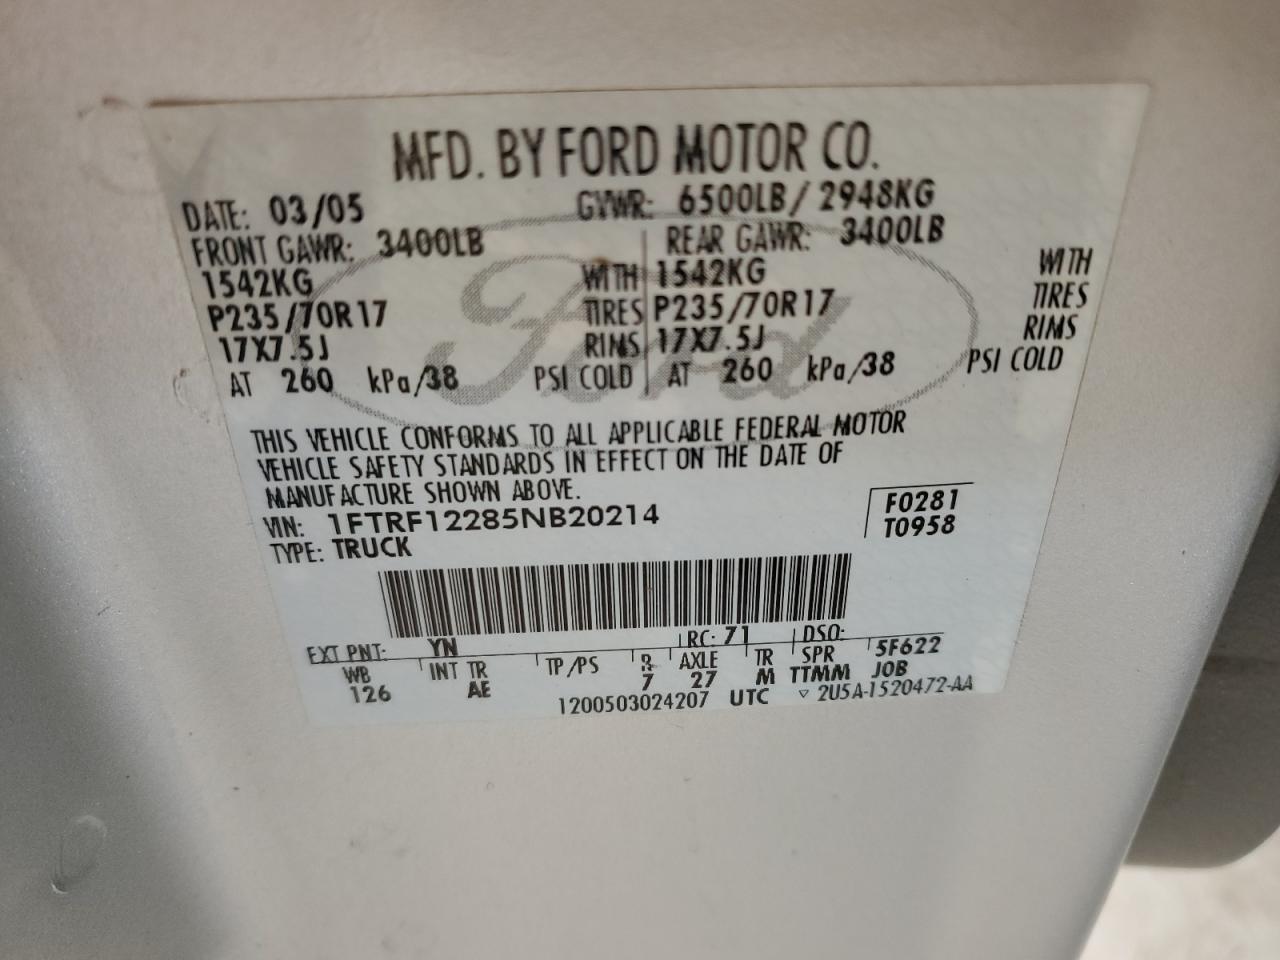 MFD. BY FORD MOTOR CO.
DATE: 03/05 GVWR: 6500LB/ 2948KG
FRONT GAWR: 3400LB REAR GAWR: 3400LB
1542KG WITH 1542KG WITH
P235/70R17 TIRES P235/70R17 TIRES
17X7.5J RIMS 17X7.5J RIMS
AT 260 kPa/38 PSI COLD AT 260 kPa/38 PSI COLD
Ford
THIS VEHICLE CONFORMS TO ALL APPLICABLE FEDERAL MOTOR
VEHICLE SAFETY STANDARDS IN EFFECT ON THE DATE OF
MANUFACTURE SHOWN ABOVE.
VIN: 1FTRF12285NB20214 F0281
TYPE: TRUCK T0958
EXT PNT: YN RC: 71 DSO:
WB INT TR TP/PS R AXLE TR SPR 5F622
126 AE 7 27 M TTMM JOB
1200503024207 UTC ▽ 2U5A-1520472-AA